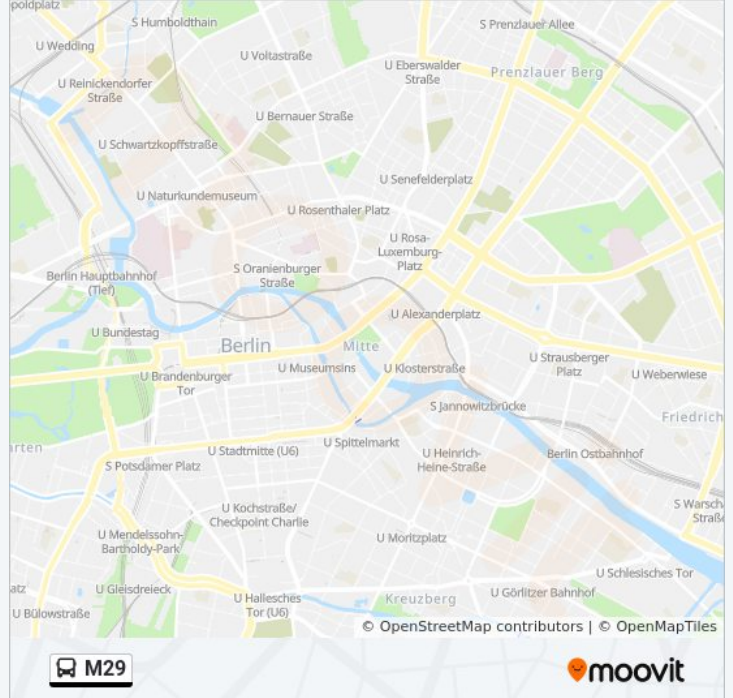 poldplatz
S Humboldthain
S Prenzlauer Allee
U Wedding
U Voltastraße
U Eberswalder
Straße
Prenzlauer Berg
U Reinickendorfer
Straße
U Bernauer Straße
U Schwartzkopffstraße
U Senefelderplatz
U Naturkundemuseum
U Rosenthaler Platz
U Rosa-
Luxemburg-
Platz
Berlin Hauptbahnhof
(Tief)
S Oranienburger
Straße
U Alexanderplatz
U Bundestag
Berlin
Mitte
U Brandenburger
Tor
U Museumsins
U Klosterstraße
U Strausberger
Platz
U Weberwiese
S Jannowitzbrücke
Friedrich
rten
U Stadtmitte (U6)
U Spittelmarkt
S Potsdamer Platz
U Heinrich-
Heine-Straße
Berlin Ostbahnhof
U Kochstraße/
Checkpoint Charlie
S Warsch
Straße
U Mendelssohn-
Bartholdy-Park
U Moritzplatz
U Schlesisches Tor
atz
U Gleisdreieck
U Hallesches
Tor (U6)
Kreuzberg
U Görlitzer Bahnhof
U Bülowstraße
© OpenStreetMap contributors | © OpenMapTiles
M29
moovit